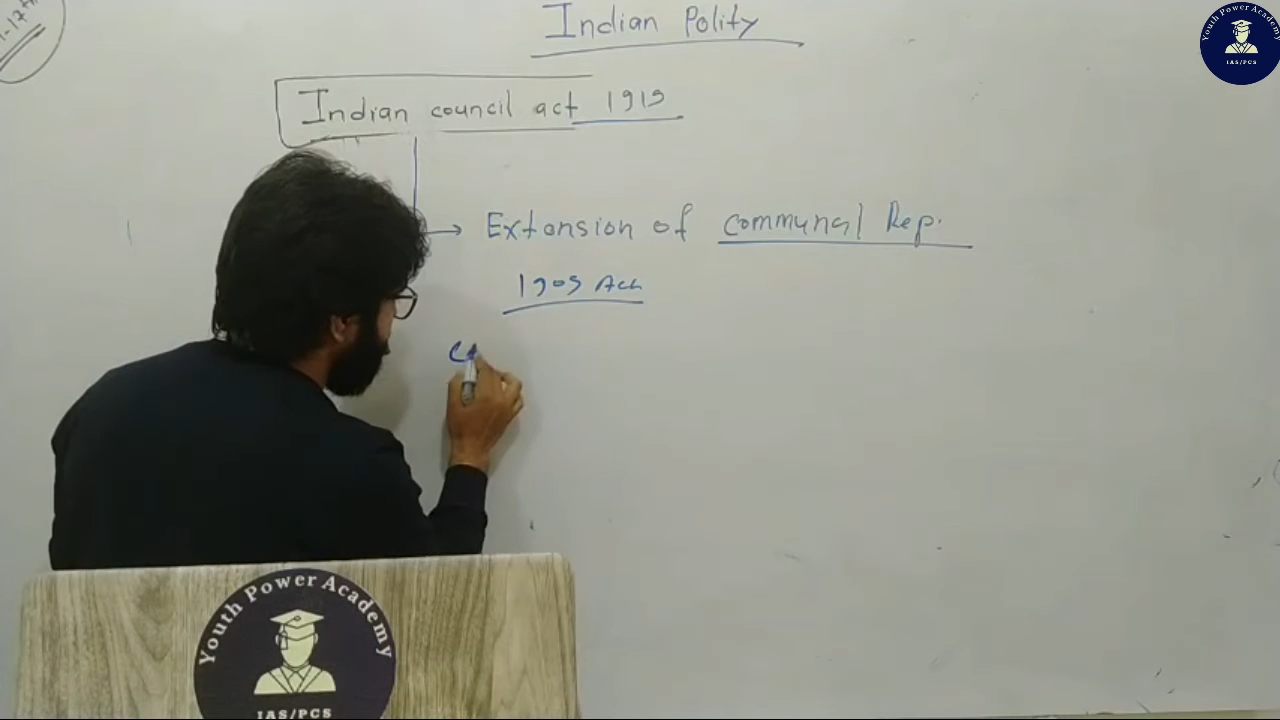 Indian Polity
Indian council act 1919
Extension of communal Rep.
1909 Act
Youth Power Academy
IAS/PCS
Youth Power Academy
IAS/PCS